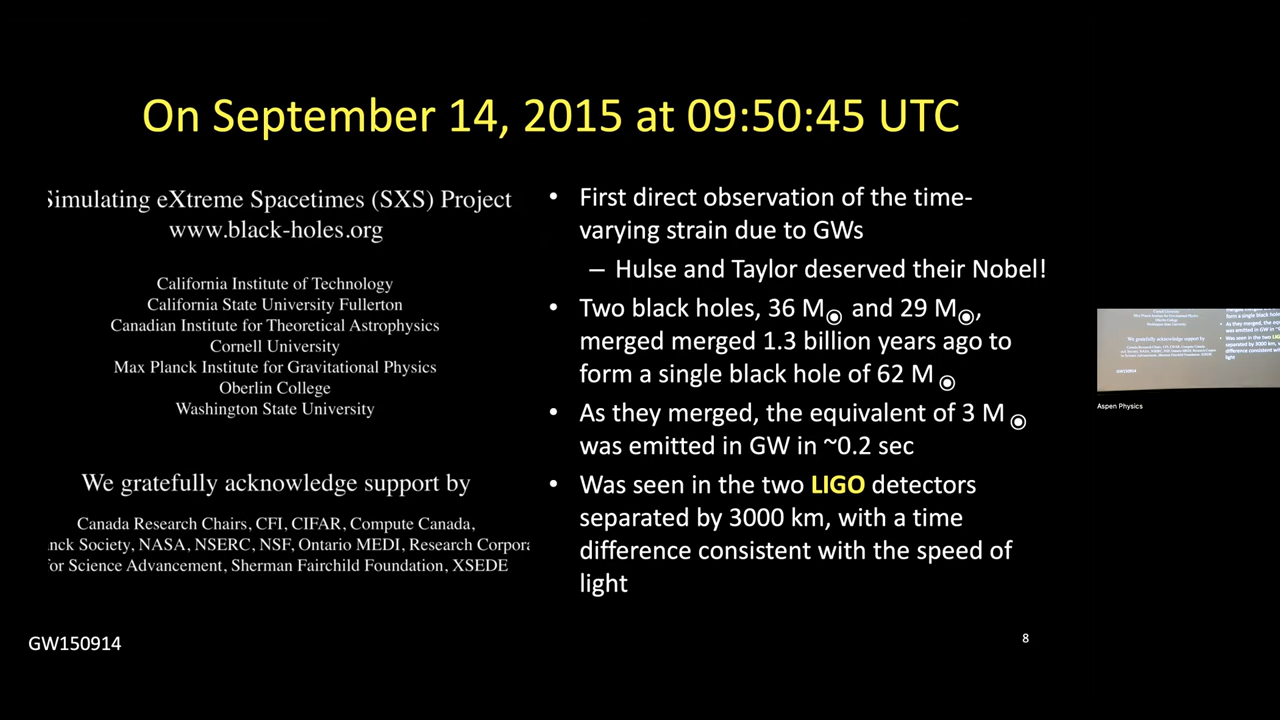 On September 14, 2015 at 09:50:45 UTC
Simulating eXtreme Spacetimes (SXS) Project
www.black-holes.org
California Institute of Technology
California State University Fullerton
Canadian Institute for Theoretical Astrophysics
Cornell University
Max Planck Institute for Gravitational Physics
Oberlin College
Washington State University
We gratefully acknowledge support by
Canada Research Chairs, CFI, CIFAR, Compute Canada,
nck Society, NASA, NSERC, NSF, Ontario MEDI, Research Corpora
for Science Advancement, Sherman Fairchild Foundation, XSEDE
• First direct observation of the time-
varying strain due to GWs
– Hulse and Taylor deserved their Nobel!
• Two black holes, 36 M☉ and 29 M☉,
merged merged 1.3 billion years ago to
form a single black hole of 62 M☉
• As they merged, the equivalent of 3 M☉
was emitted in GW in ~0.2 sec
• Was seen in the two LIGO detectors
separated by 3000 km, with a time
difference consistent with the speed of
light
GW150914
8
Aspen Physics